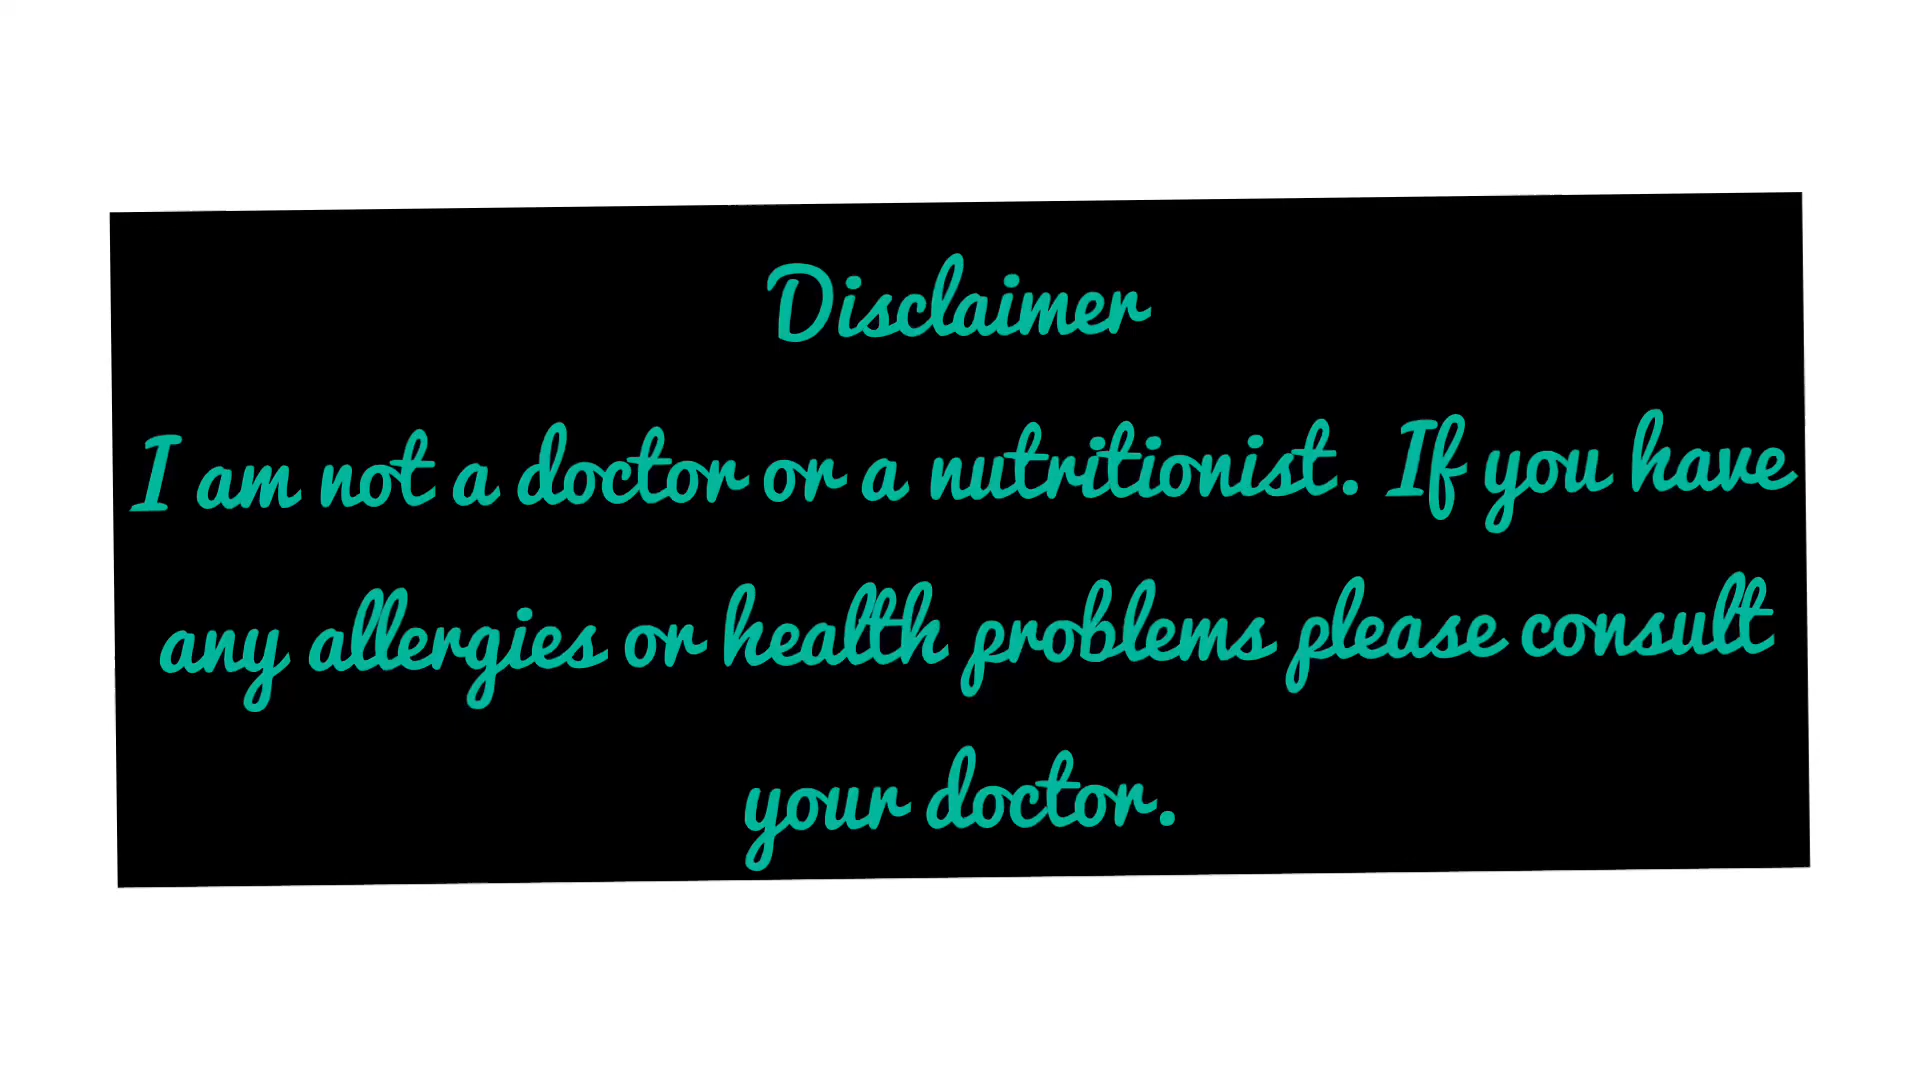 Disclaimer
I am not a doctor or a nutritionist. If you have
any allergies or health problems please consult
your doctor.